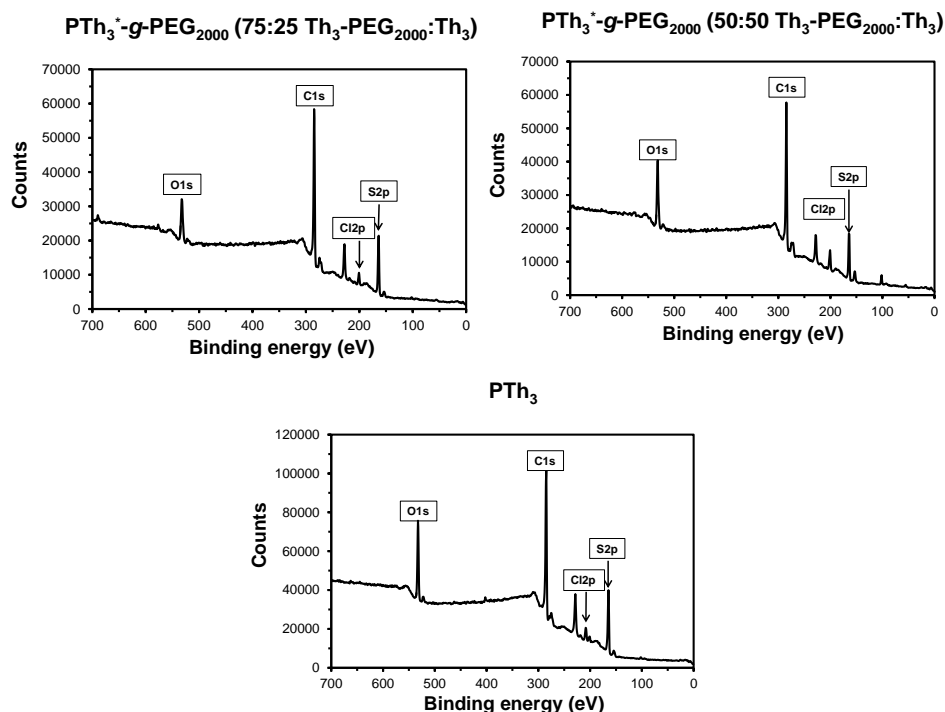 PTh3*-g-PEG2000 (75:25 Th3-PEG2000:Th3)
70000
60000
50000
40000
30000
20000
10000
0
Counts
O1s
C1s
Cl2p
S2p
700 600 500 400 300 200 100 0
Binding energy (eV)
PTh3*-g-PEG2000 (50:50 Th3-PEG2000:Th3)
70000
60000
50000
40000
30000
20000
10000
0
Counts
O1s
C1s
Cl2p
S2p
700 600 500 400 300 200 100 0
Binding energy (eV)
PTh3
120000
100000
80000
60000
40000
20000
0
Counts
O1s
C1s
Cl2p
S2p
700 600 500 400 300 200 100 0
Binding energy (eV)